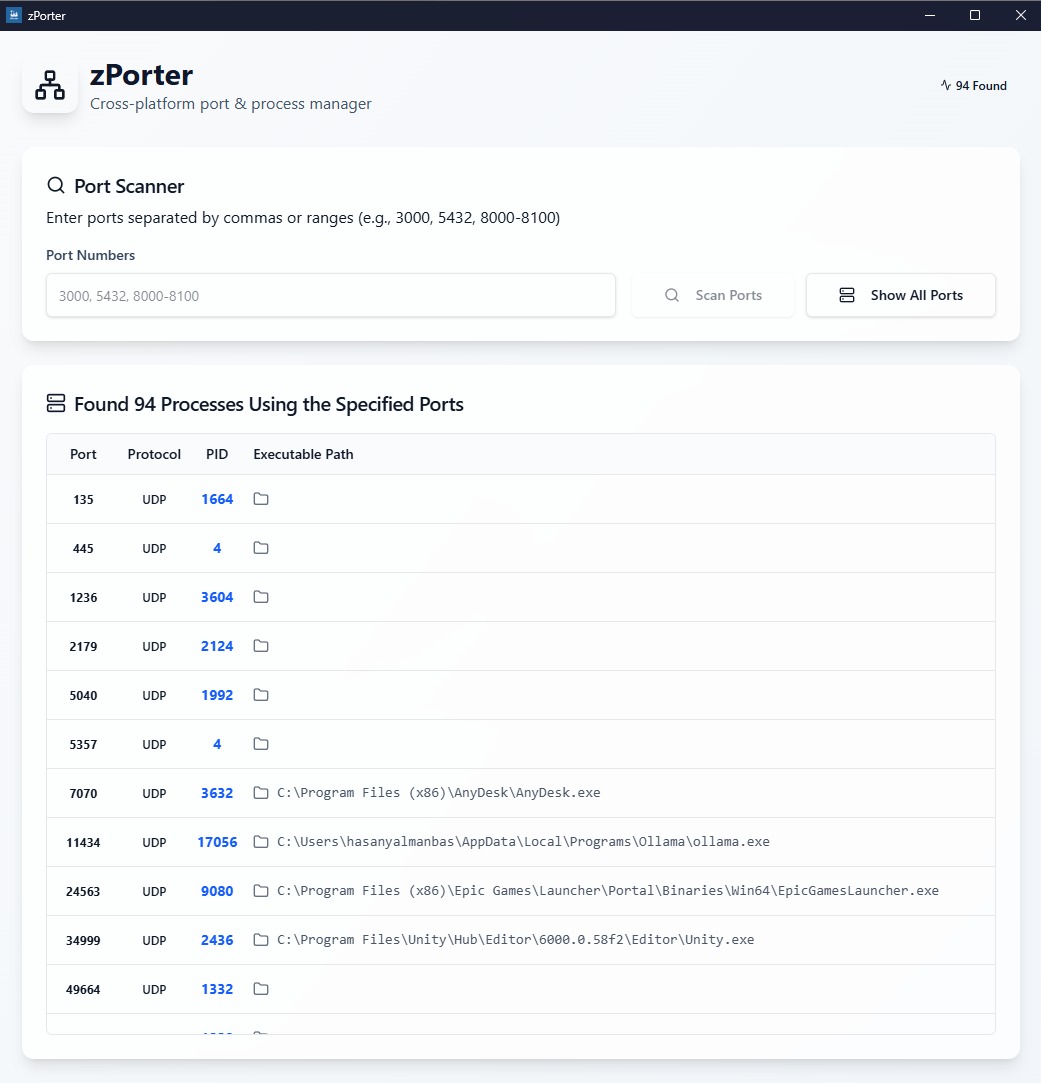 zPorter
zPorter
Cross-platform port & process manager
94 Found
Port Scanner
Enter ports separated by commas or ranges (e.g., 3000, 5432, 8000-8100)
Port Numbers
3000, 5432, 8000-8100
Scan Ports
Show All Ports
Found 94 Processes Using the Specified Ports
Port Protocol PID Executable Path
135 UDP 1664
445 UDP 4
1236 UDP 3604
2179 UDP 2124
5040 UDP 1992
5357 UDP 4
7070 UDP 3632 C:\Program Files (x86)\AnyDesk\AnyDesk.exe
11434 UDP 17056 C:\Users\hasanyalmanbas\AppData\Local\Programs\Ollama\ollama.exe
24563 UDP 9080 C:\Program Files (x86)\Epic Games\Launcher\Portal\Binaries\Win64\EpicGamesLauncher.exe
34999 UDP 2436 C:\Program Files\Unity\Hub\Editor\6000.0.58f2\Editor\Unity.exe
49664 UDP 1332